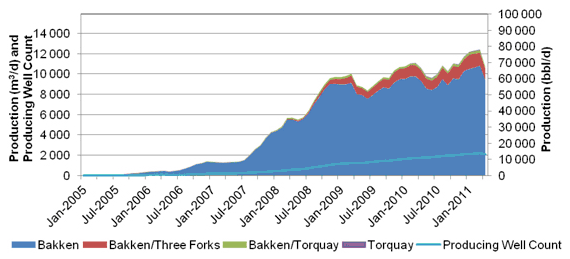 Production (m³/d) and
Producing Well Count
14 000
12 000
10 000
8 000
6 000
4 000
2 000
0
100 000
90 000
80 000
70 000
60 000
50 000
40 000
30 000
20 000
10 000
0
Production (bbl/d)
Jan-2005
Jul-2005
Jan-2006
Jul-2006
Jan-2007
Jul-2007
Jan-2008
Jul-2008
Jan-2009
Jul-2009
Jan-2010
Jul-2010
Jan-2011
Bakken
Bakken/Three Forks
Bakken/Torquay
Torquay
Producing Well Count